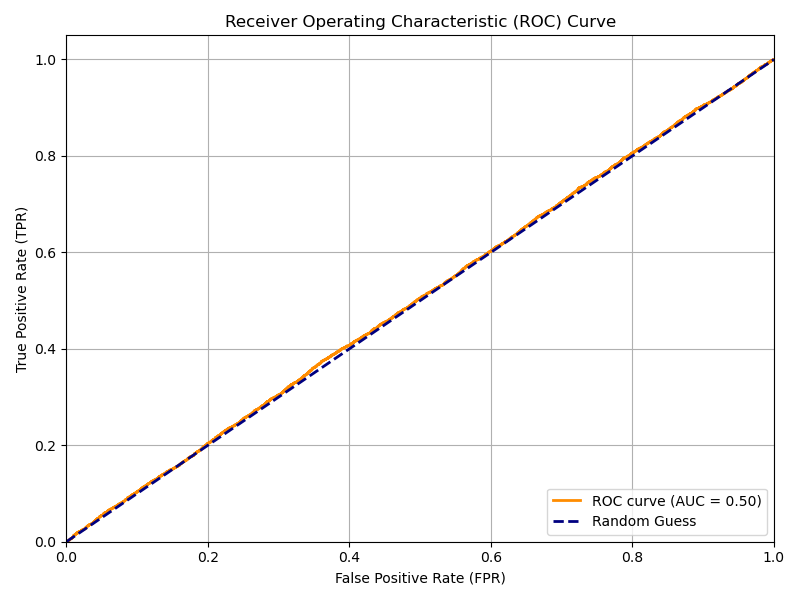 Receiver Operating Characteristic (ROC) Curve
True Positive Rate (TPR)
1.0
0.8
0.6
0.4
0.2
0.0
0.0 0.2 0.4 0.6 0.8 1.0
False Positive Rate (FPR)
ROC curve (AUC = 0.50)
Random Guess